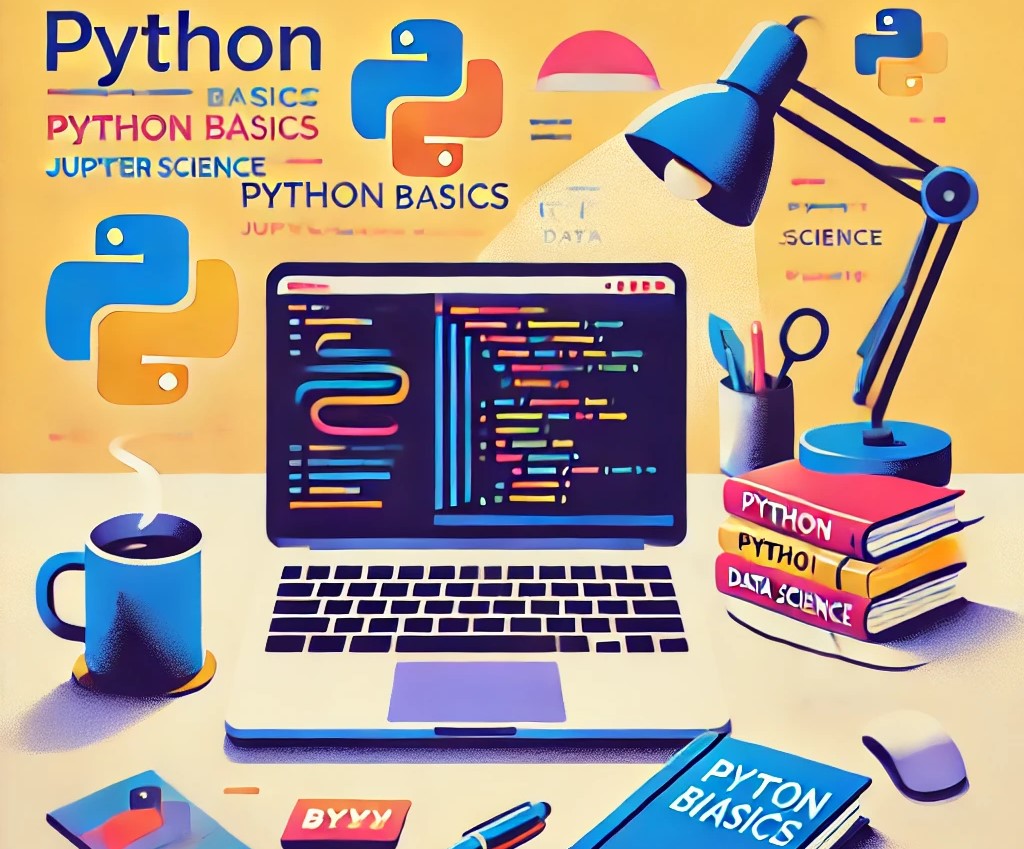 Python
BASICS
PYTHON BASICS
JUPTER SCIENCE
PYTHON BASICS
DATA
SCIENCE
PYTHON
PYTHOI
DATA SCIENCE
PYTON
BIASICS
BYYY